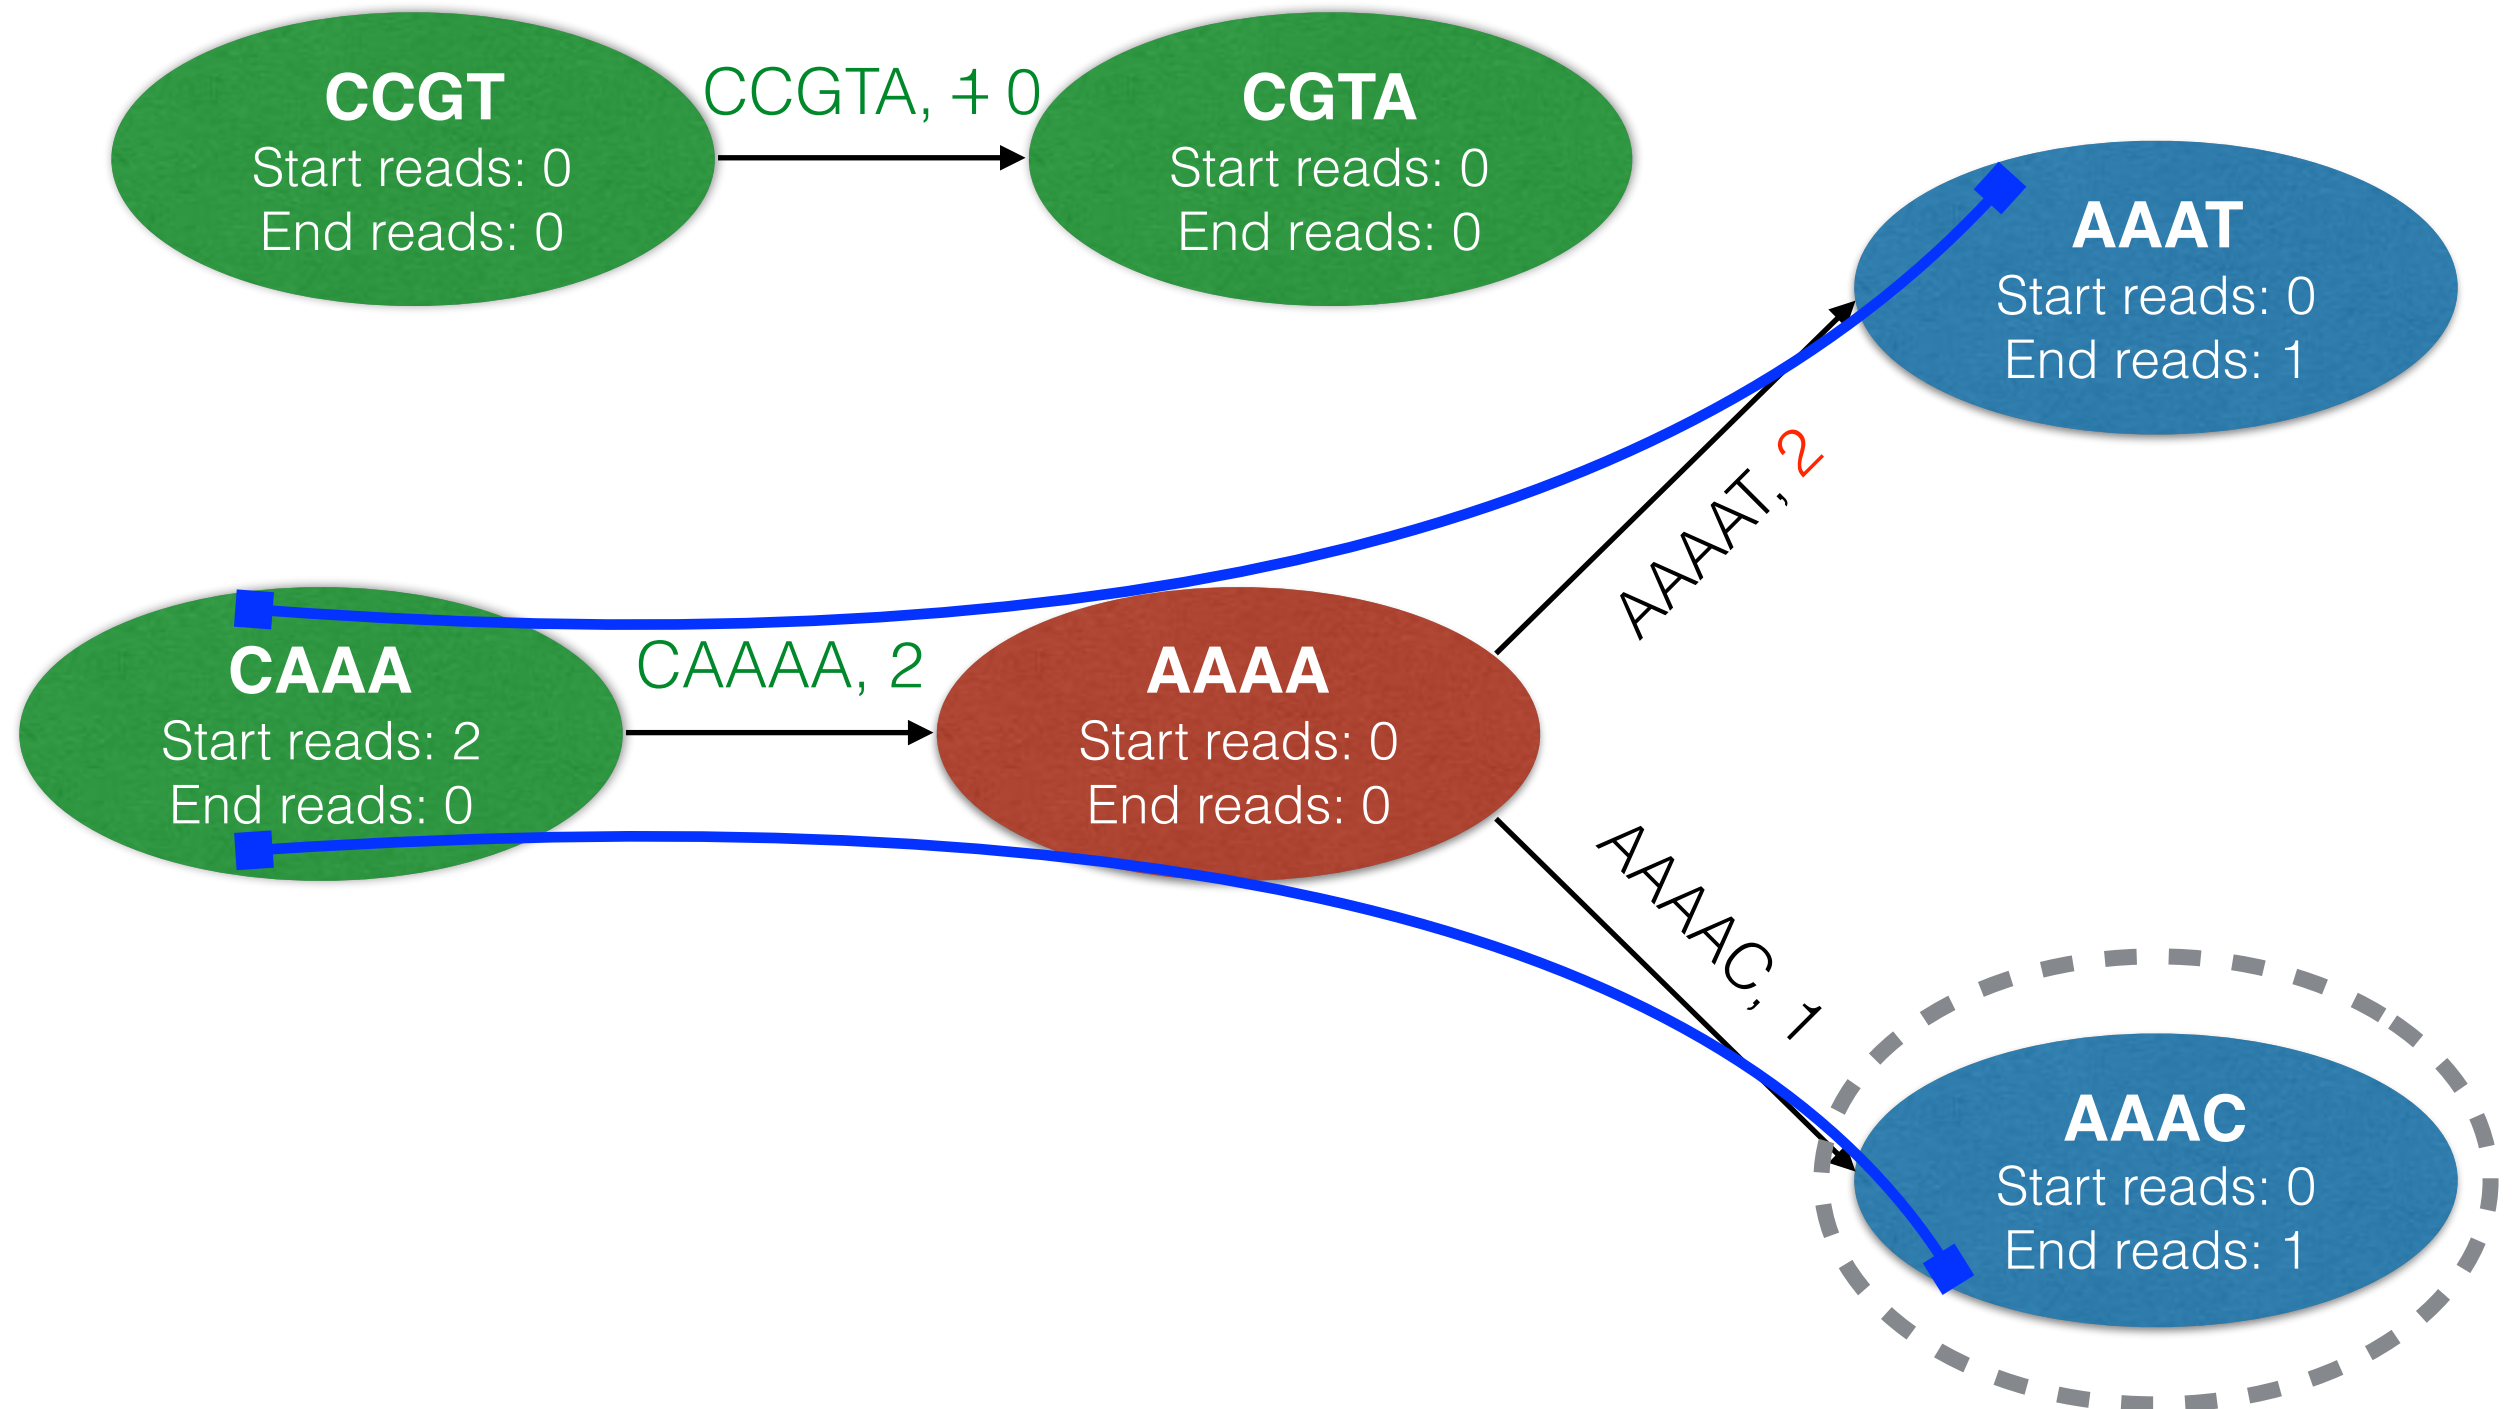 CCGT
Start reads: 0
End reads: 0
CCGTA, 1 0
CGTA
Start reads: 0
End reads: 0
AAAT
Start reads: 0
End reads: 1
AAAAT, 2
CAAA
Start reads: 2
End reads: 0
CAAAA, 2
AAAA
Start reads: 0
End reads: 0
AAAAC, 1
AAAC
Start reads: 0
End reads: 1